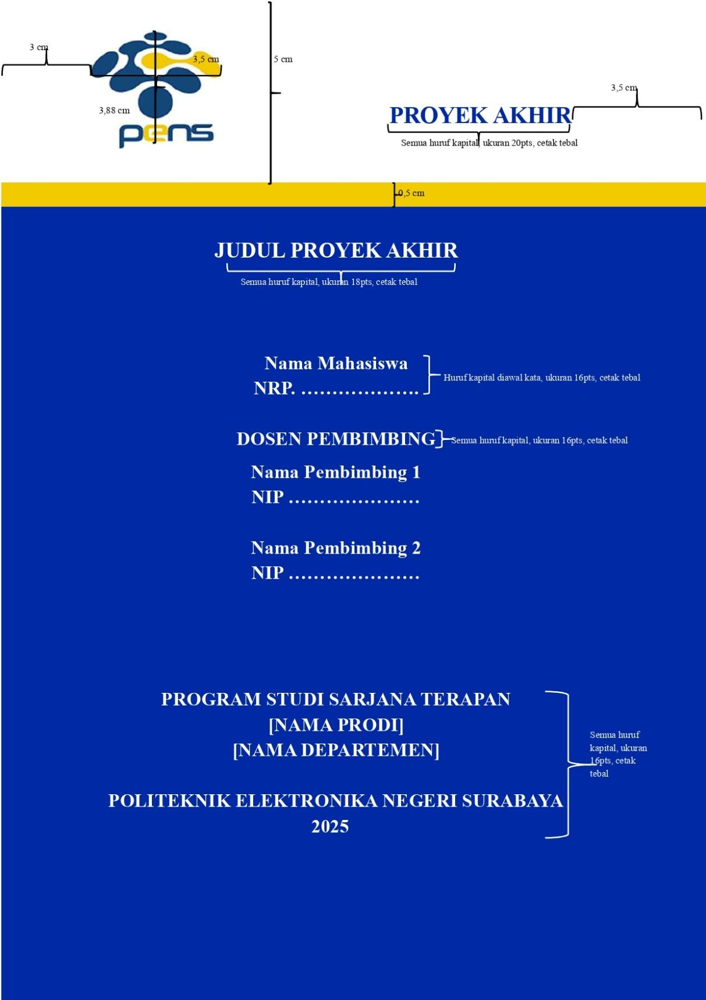 3 cm
3,5 cm
5 cm
3,88 cm
pens
3,5 cm
PROYEK AKHIR
Semua huruf kapital, ukuran 20pts, cetak tebal
0,5 cm
JUDUL PROYEK AKHIR
Semua huruf kapital, ukuran 18pts, cetak tebal
Nama Mahasiswa
NRP. ……………….
Huruf kapital diawal kata, ukuran 16pts, cetak tebal
DOSEN PEMBIMBING
Semua huruf kapital, ukuran 16pts, cetak tebal
Nama Pembimbing 1
NIP …………………
Nama Pembimbing 2
NIP …………………
PROGRAM STUDI SARJANA TERAPAN
[NAMA PRODI]
[NAMA DEPARTEMEN]
Semua huruf
kapital, ukuran
16pts, cetak
tebal
POLITEKNIK ELEKTRONIKA NEGERI SURABAYA
2025